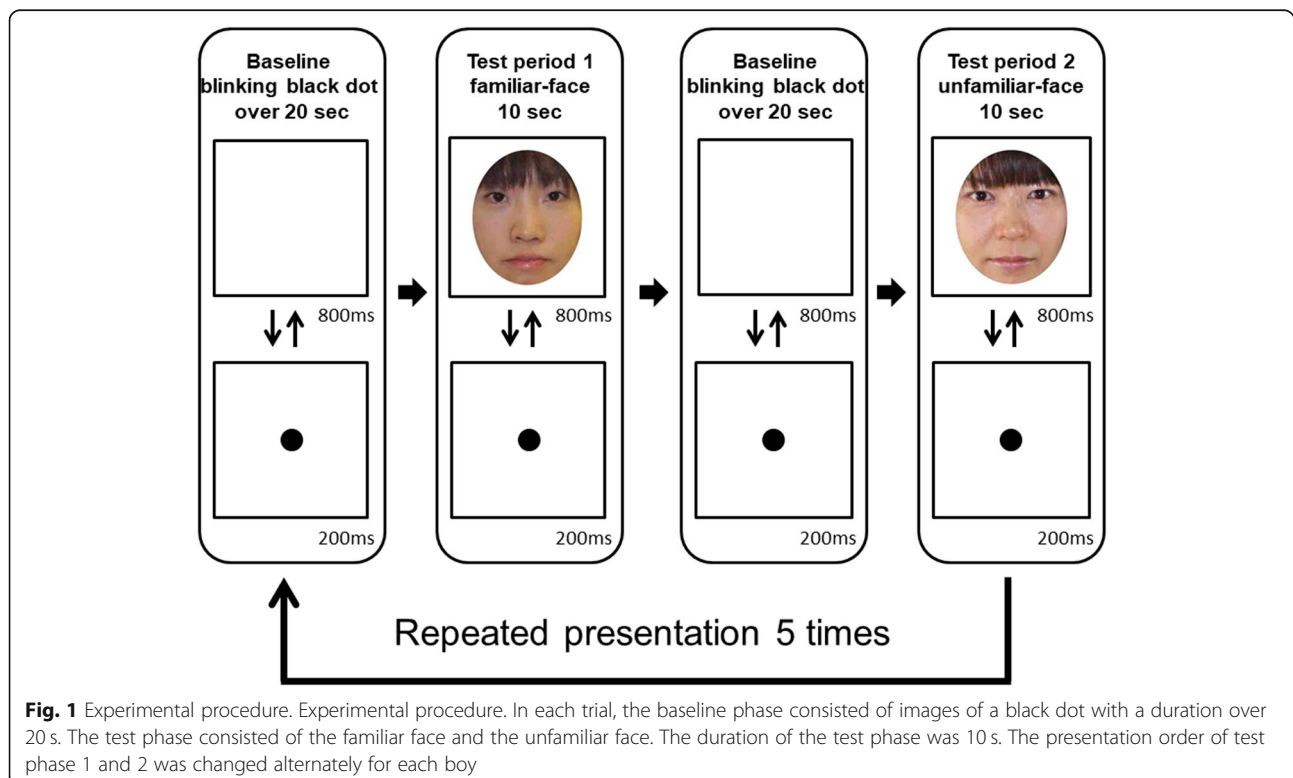 Baseline
blinking black dot
over 20 sec
800ms
200ms
Test period 1
familiar-face
10 sec
800ms
200ms
Baseline
blinking black dot
over 20 sec
800ms
200ms
Test period 2
unfamiliar-face
10 sec
800ms
200ms
Repeated presentation 5 times
Fig. 1 Experimental procedure. Experimental procedure. In each trial, the baseline phase consisted of images of a black dot with a duration over
20 s. The test phase consisted of the familiar face and the unfamiliar face. The duration of the test phase was 10 s. The presentation order of test
phase 1 and 2 was changed alternately for each boy